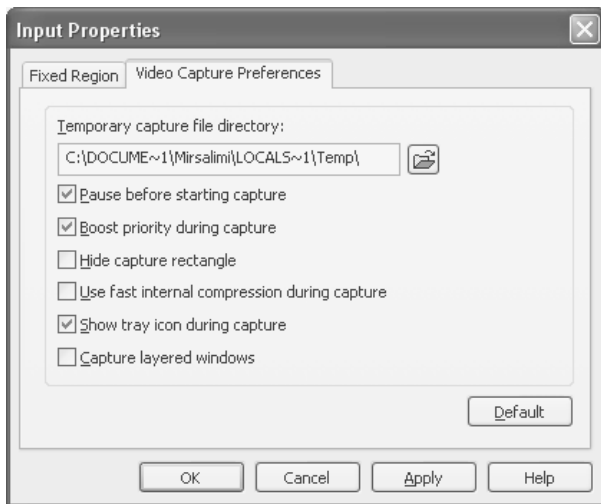 Input Properties
Fixed Region
Video Capture Preferences
Temporary capture file directory:
C:\DOCUME~1\Mirsalimi\LOCALS~1\Temp\
Pause before starting capture
Boost priority during capture
Hide capture rectangle
Use fast internal compression during capture
Show tray icon during capture
Capture layered windows
Default
OK
Cancel
Apply
Help